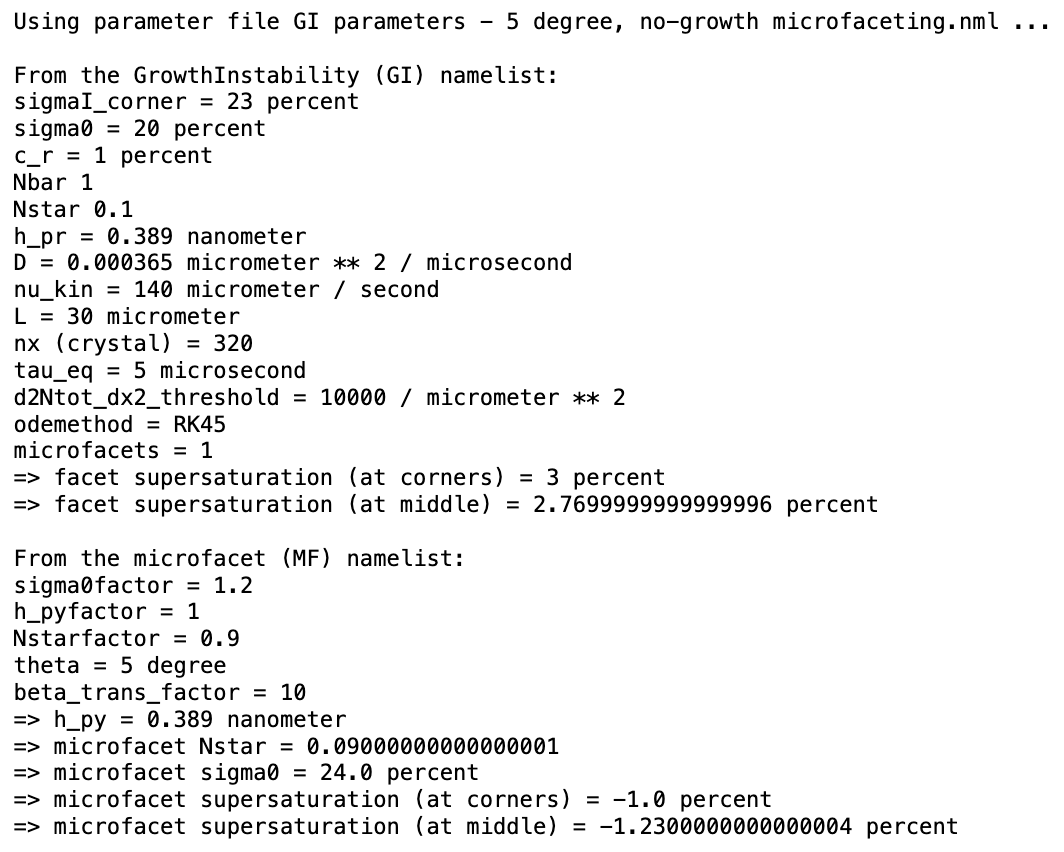 Using parameter file GI parameters – 5 degree, no-growth microfaceting.nml ...
From the GrowthInstability (GI) namelist:
sigmaI_corner = 23 percent
sigma0 = 20 percent
c_r = 1 percent
Nbar 1
Nstar 0.1
h_pr = 0.389 nanometer
D = 0.000365 micrometer ** 2 / microsecond
nu_kin = 140 micrometer / second
L = 30 micrometer
nx (crystal) = 320
tau_eq = 5 microsecond
d2Ntot_dx2_threshold = 10000 / micrometer ** 2
odemethod = RK45
microfacets = 1
=> facet supersaturation (at corners) = 3 percent
=> facet supersaturation (at middle) = 2.7699999999999996 percent
From the microfacet (MF) namelist:
sigma0factor = 1.2
h_pyfactor = 1
Nstarfactor = 0.9
theta = 5 degree
beta_trans_factor = 10
=> h_py = 0.389 nanometer
=> microfacet Nstar = 0.09000000000000001
=> microfacet sigma0 = 24.0 percent
=> microfacet supersaturation (at corners) = -1.0 percent
=> microfacet supersaturation (at middle) = -1.2300000000000004 percent